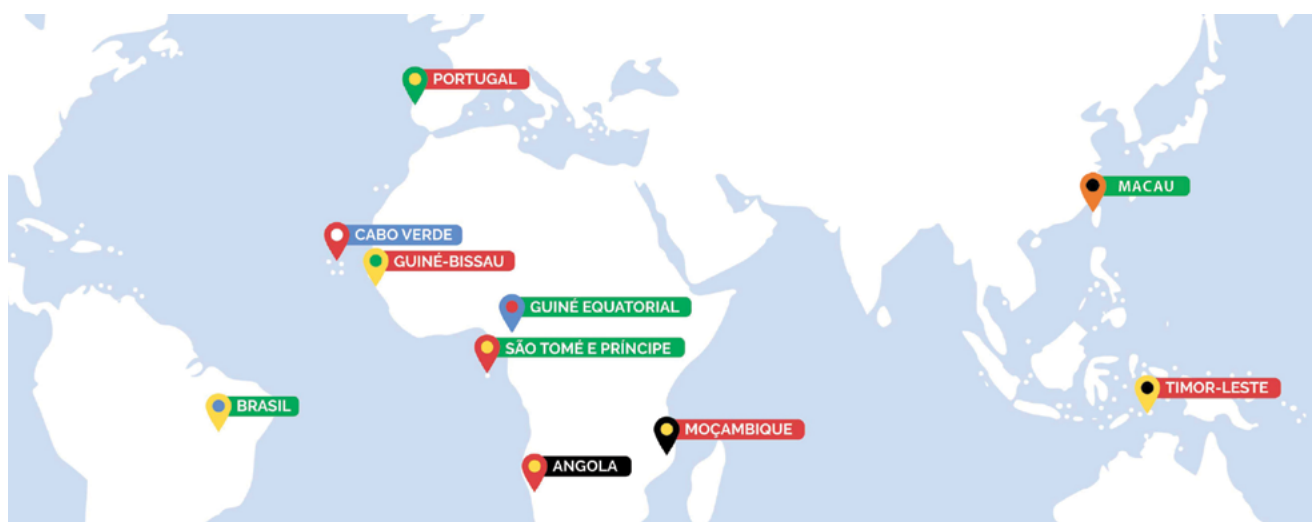 PORTUGAL
MACAU
CABO VERDE
GUINÉ-BISSAU
GUINÉ EQUATORIAL
SÃO TOMÉ E PRÍNCIPE
TIMOR-LESTE
BRASIL
MOÇAMBIQUE
ANGOLA